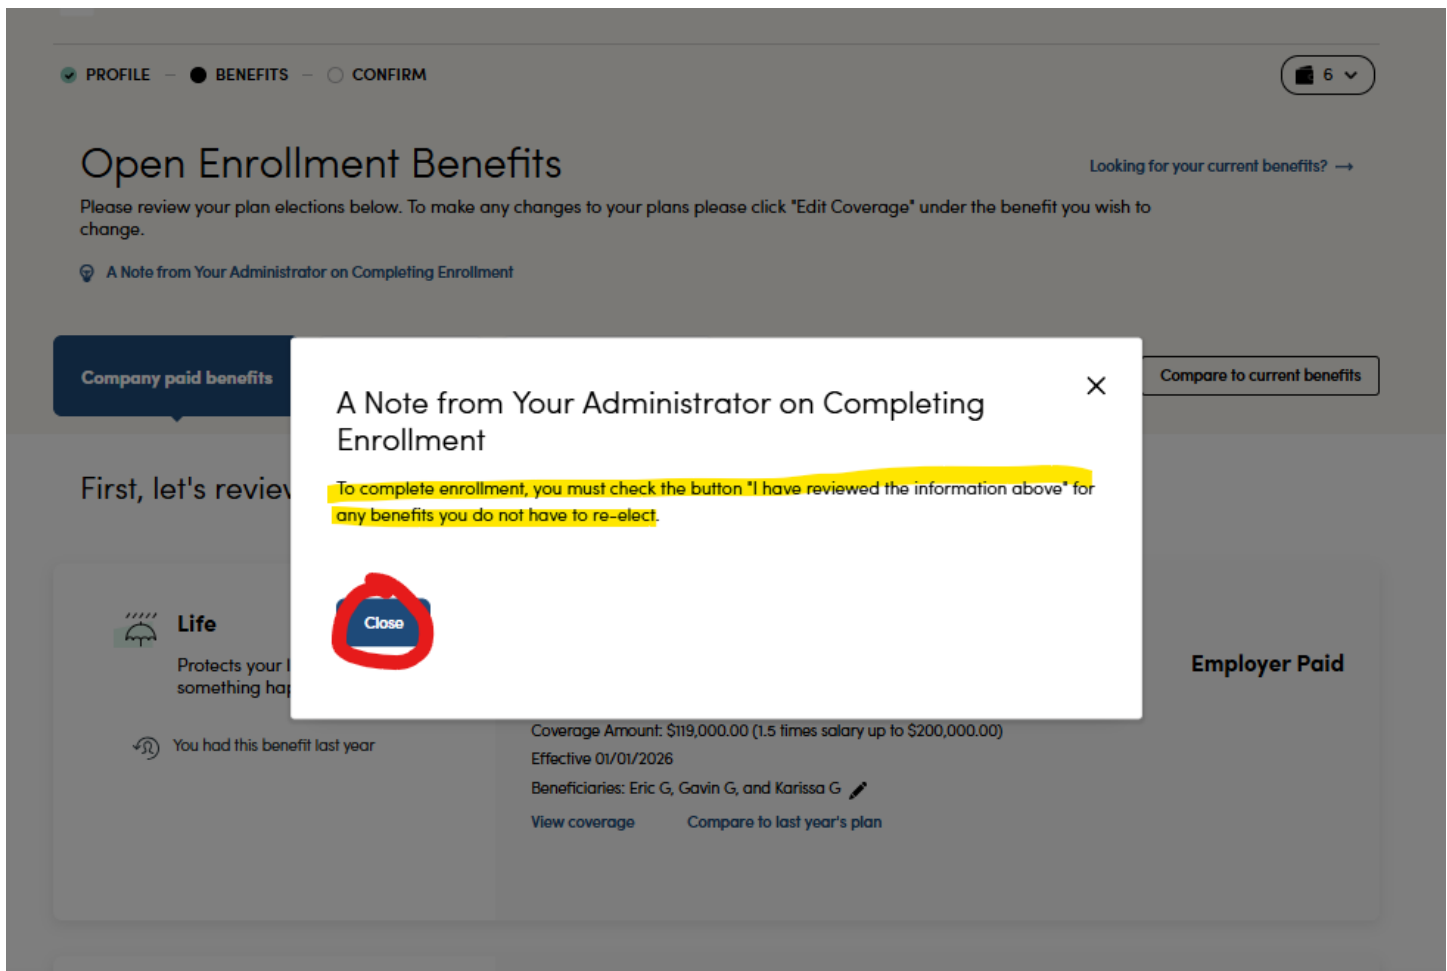 PROFILE – BENEFITS – CONFIRM
6
Open Enrollment Benefits
Looking for your current benefits? →
Please review your plan elections below. To make any changes to your plans please click "Edit Coverage" under the benefit you wish to
change.
A Note from Your Administrator on Completing Enrollment
Company paid benefits
Compare to current benefits
A Note from Your Administrator on Completing
Enrollment
To complete enrollment, you must check the button "I have reviewed the information above" for
any benefits you do not have to re-elect.
Close
First, let's review
Life
Protects your
something
You had this benefit last year
Employer Paid
Coverage Amount: $119,000.00 (1.5 times salary up to $200,000.00)
Effective 01/01/2026
Beneficiaries: Eric G, Gavin G, and Karissa G
View coverage
Compare to last year's plan